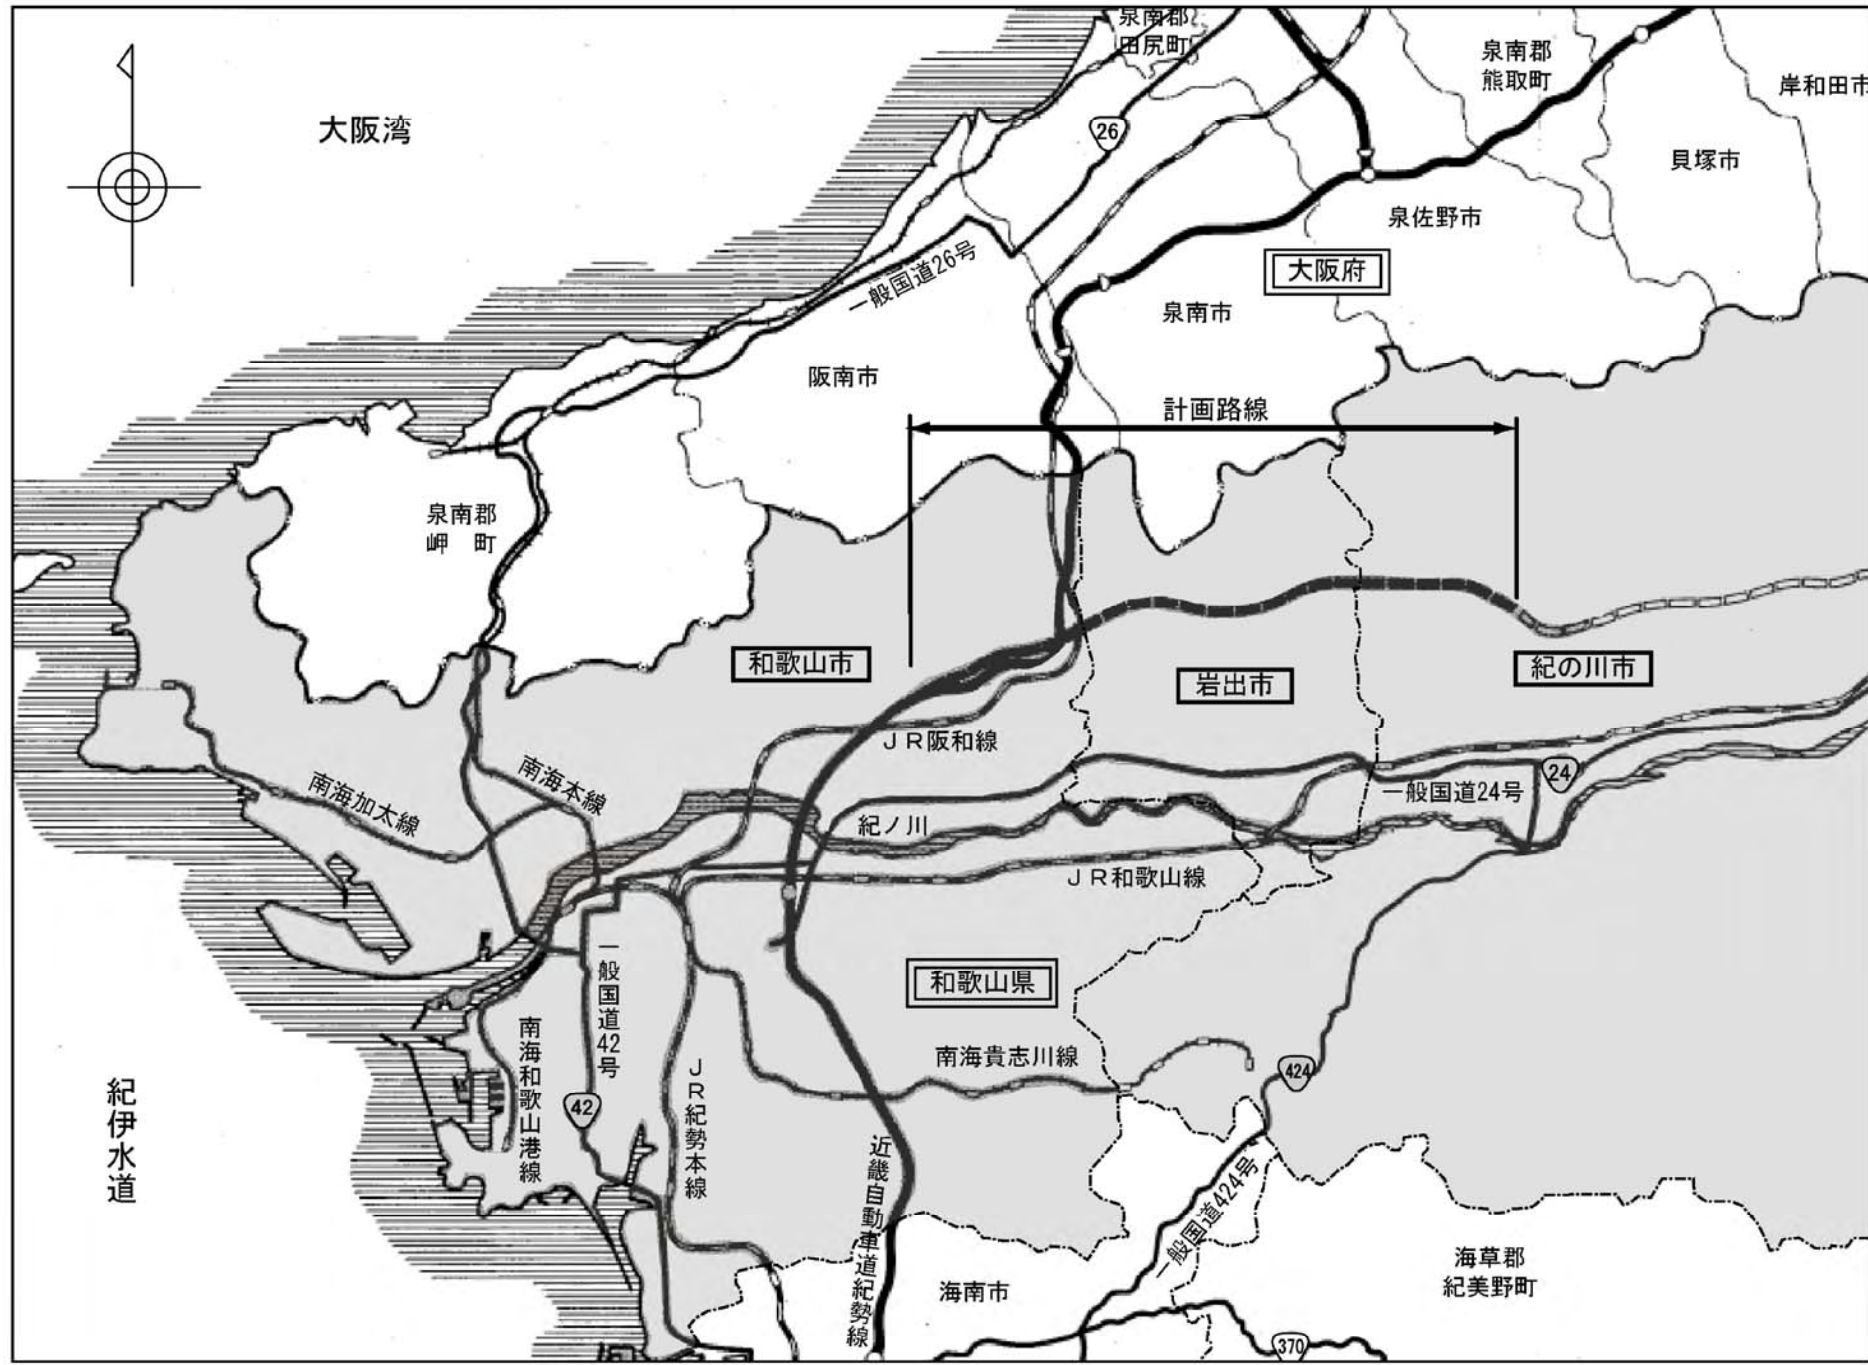 泉南郡
田尻町
泉南郡
熊取町
岸和田市
大阪湾
26
貝塚市
泉佐野市
一般国道26号
大阪府
泉南市
阪南市
計画路線
泉南郡
岬　町
和歌山市
岩出市
紀の川市
ＪＲ阪和線
南海本線
南海加太線
24
一般国道24号
紀ノ川
ＪＲ和歌山線
一般国道42号
和歌山県
南海和歌山港線
南海貴志川線
424
ＪＲ紀勢本線
42
紀伊水道
近畿自動車道紀勢線
一般国道424号
海南市
海草郡
紀美野町
370